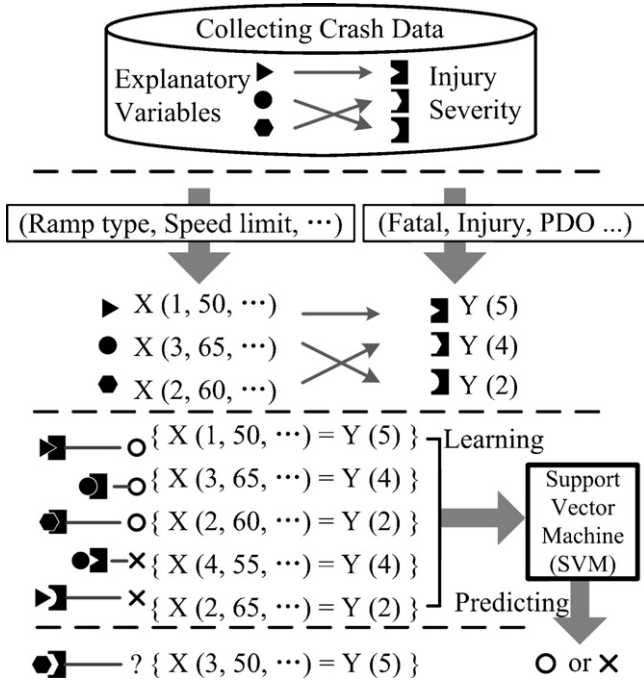 Collecting Crash Data
Explanatory Variables
Injury Severity
(Ramp type, Speed limit, ⋯)
(Fatal, Injury, PDO ...)
X (1, 50, ⋯)
Y (5)
X (3, 65, ⋯)
Y (4)
X (2, 60, ⋯)
Y (2)
{ X (1, 50, ⋯) = Y (5) }
Learning
{ X (3, 65, ⋯) = Y (4) }
{ X (2, 60, ⋯) = Y (2) }
{ X (4, 55, ⋯) = Y (4) }
{ X (2, 65, ⋯) = Y (2) }
Support
Vector
Machine
(SVM)
Predicting
? { X (3, 50, ⋯) = Y (5) }
O or ×